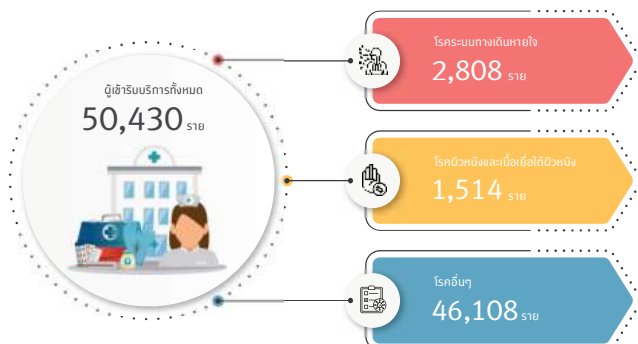 ผู้เข้ารับบริการทั้งหมด
50,430 ราย
โรคระบบทางเดินหายใจ
2,808 ราย
โรคผิวหนังและเนื้อเยื่อใต้ผิวหนัง
1,514 ราย
โรคอื่นๆ
46,108 ราย